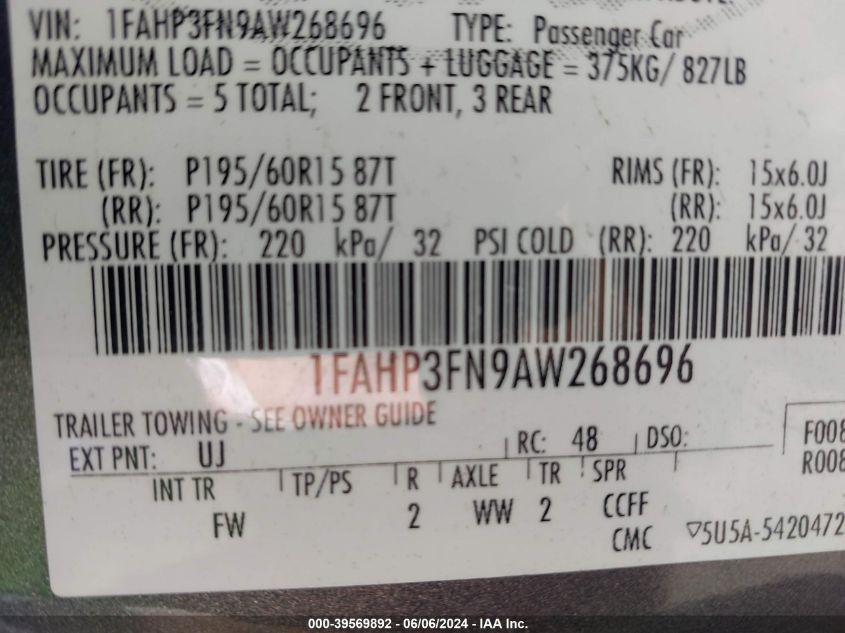 VIN: 1FAHP3FN9AW268696 TYPE: Passenger Car
MAXIMUM LOAD = OCCUPANTS + LUGGAGE = 375KG/ 827LB
OCCUPANTS = 5 TOTAL; 2 FRONT, 3 REAR
TIRE (FR): P195/60R15 87T RIMS (FR): 15x6.0J
(RR): P195/60R15 87T (RR): 15x6.0J
PRESSURE (FR): 220 kPa/ 32 PSI COLD (RR): 220 kPa/ 32
1FAHP3FN9AW268696
TRAILER TOWING - SEE OWNER GUIDE
EXT PNT: UJ RC: 48 DSO: F008
R008
INT TR TP/PS R AXLE TR SPR
FW 2 WW 2 CCFF
CMC ▽5U5A-5420472
000-39569892 / 06/06/2024 - IAA Inc.